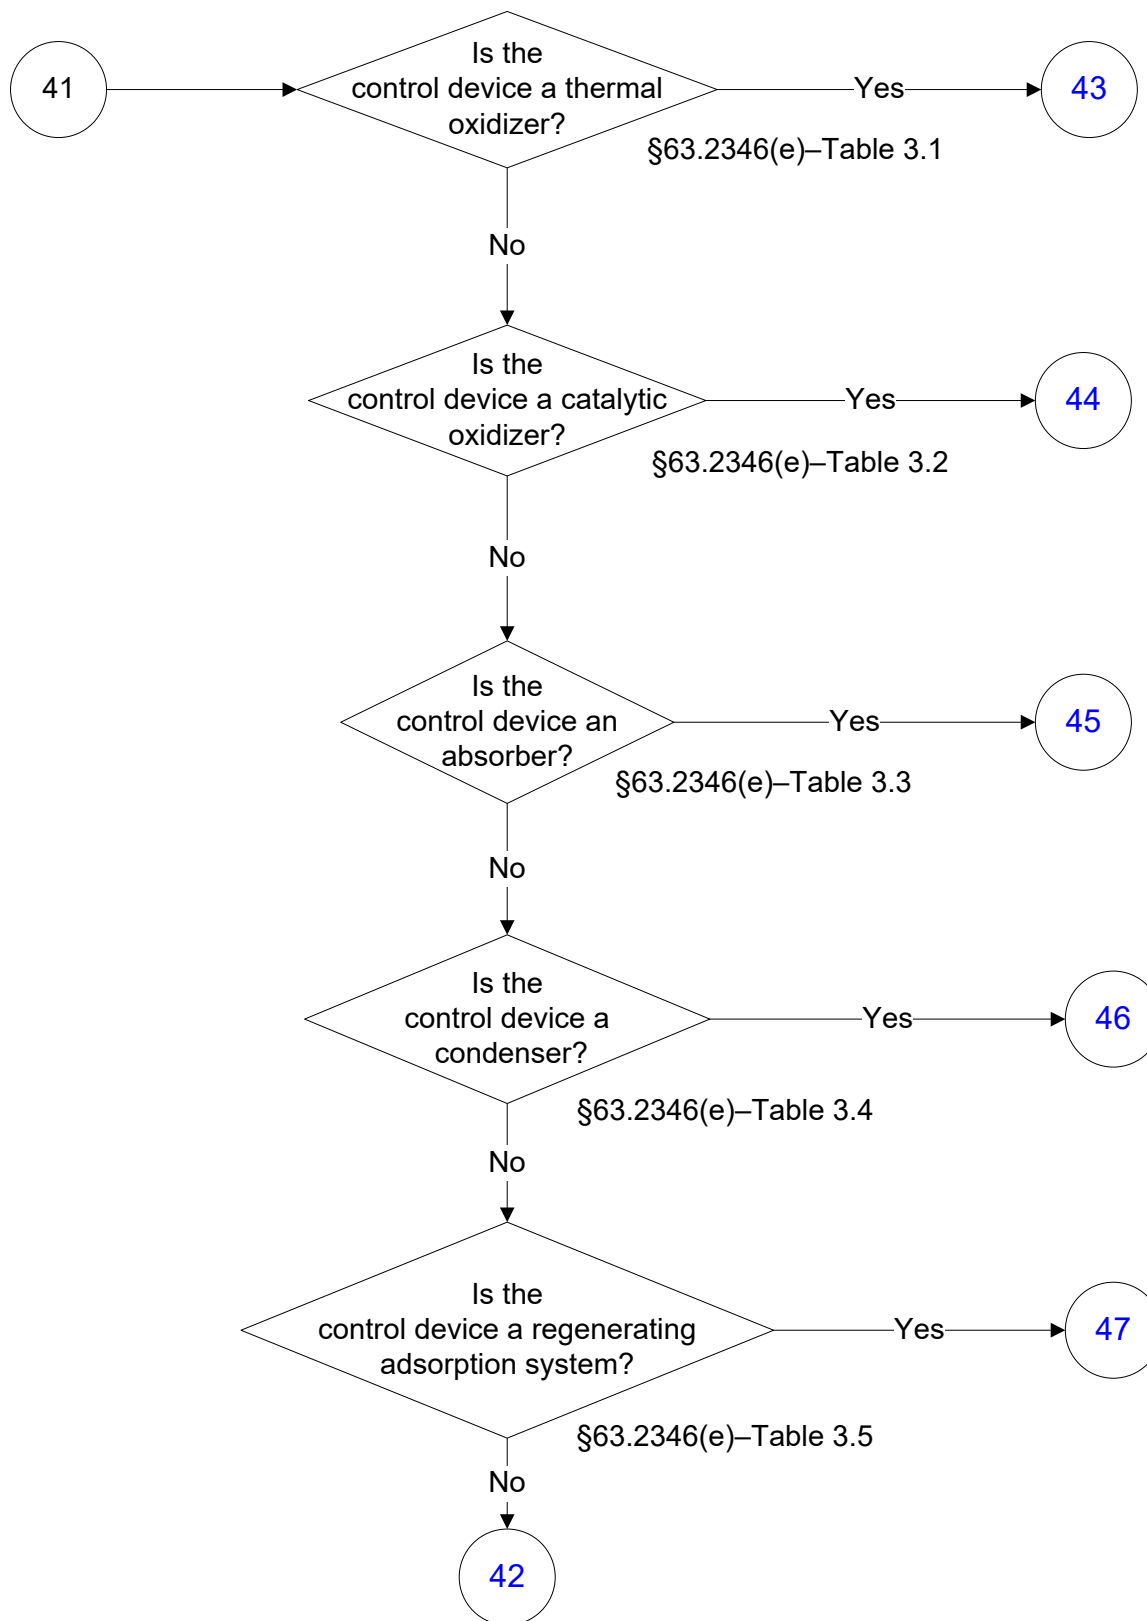 41
Is the
control device a thermal
oxidizer?
Yes
43
§63.2346(e)–Table 3.1
No
Is the
control device a catalytic
oxidizer?
Yes
44
§63.2346(e)–Table 3.2
No
Is the
control device an
absorber?
Yes
45
§63.2346(e)–Table 3.3
No
Is the
control device a
condenser?
Yes
46
§63.2346(e)–Table 3.4
No
Is the
control device a regenerating
adsorption system?
Yes
47
§63.2346(e)–Table 3.5
No
42